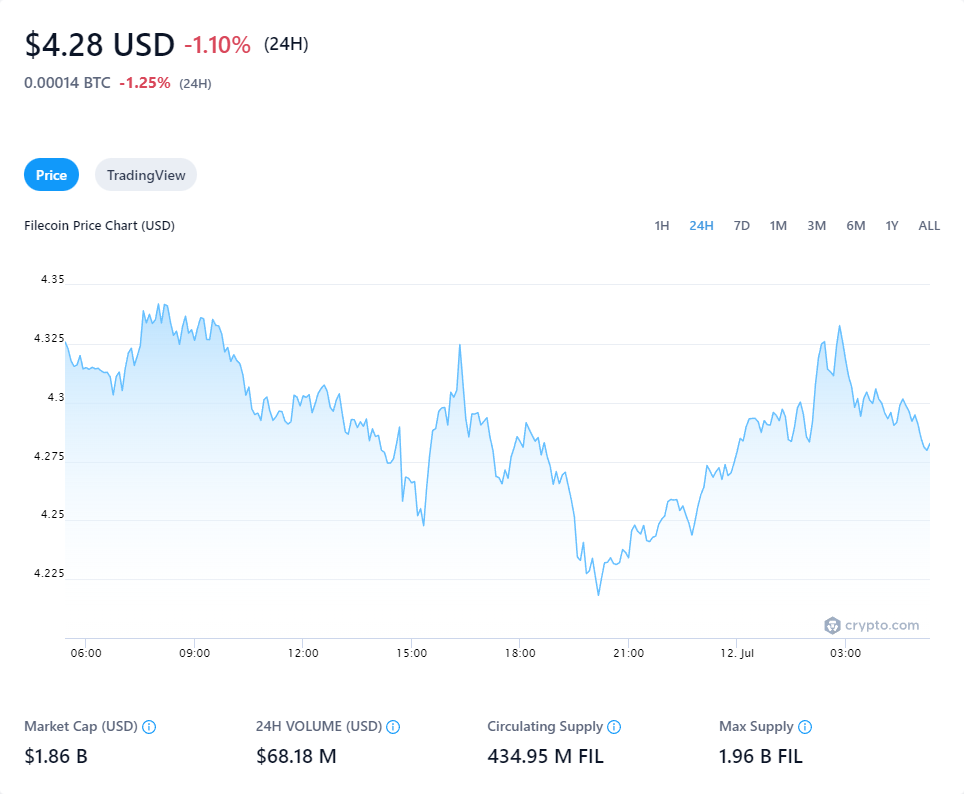 $4.28 USD -1.10% (24H)
0.00014 BTC -1.25% (24H)
Price TradingView
Filecoin Price Chart (USD) 1H 24H 7D 1M 3M 6M 1Y ALL
4.35
4.325
4.3
4.275
4.25
4.225
crypto.com
06:00 09:00 12:00 15:00 18:00 21:00 12. Jul 03:00
Market Cap (USD) 24H VOLUME (USD) Circulating Supply Max Supply
$1.86 B $68.18 M 434.95 M FIL 1.96 B FIL